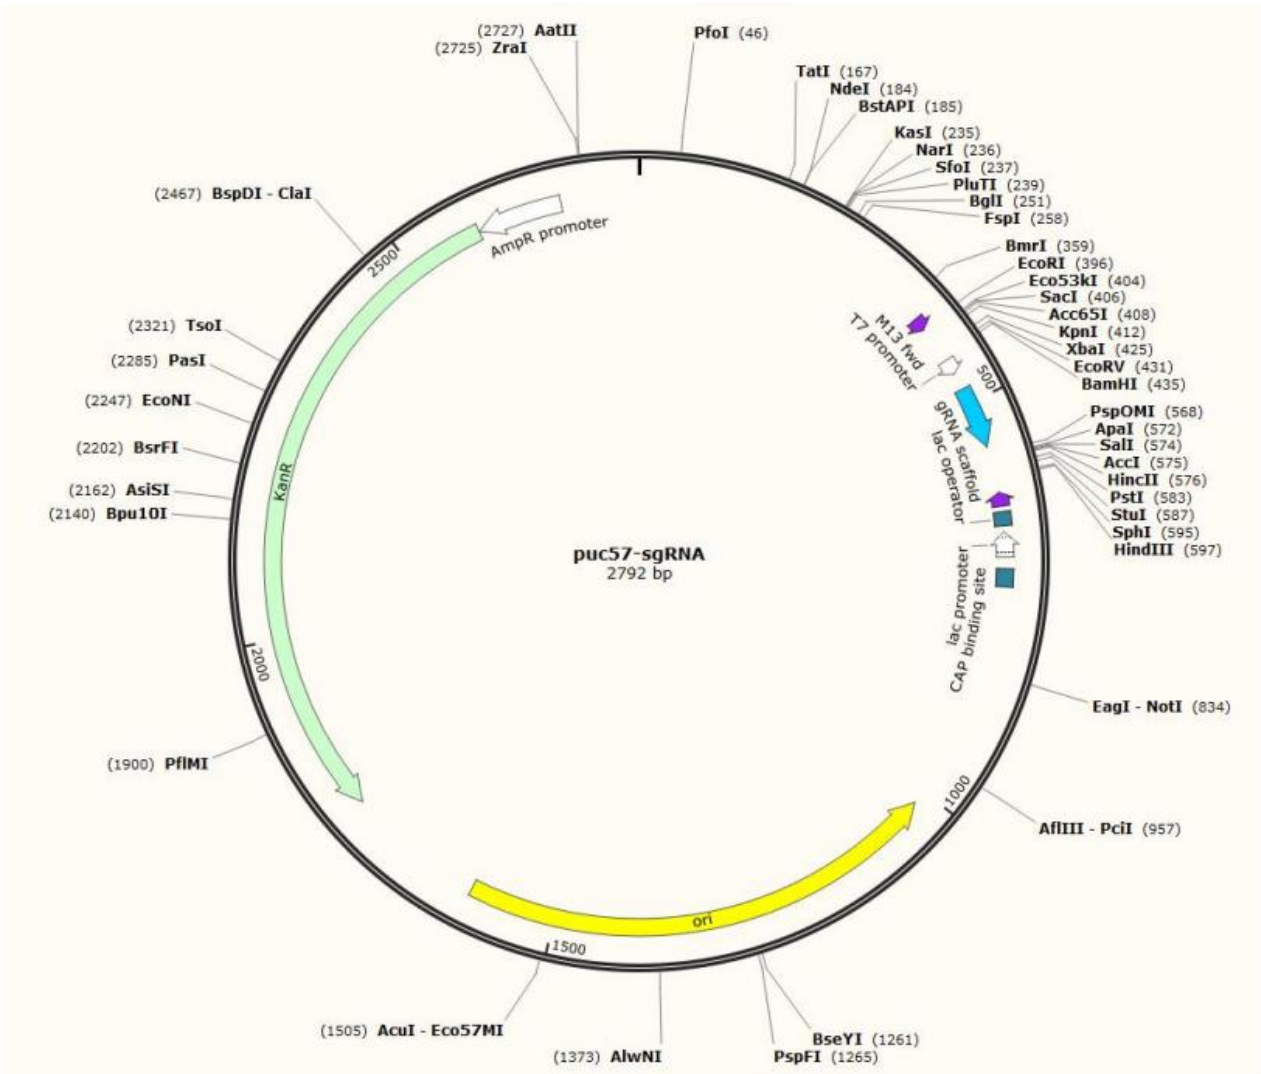 (2727) AatII
(2725) ZraI
PfoI (46)
TatI (167)
NdeI (184)
BstAPI (185)
KasI (235)
NarI (236)
SfoI (237)
PluTI (239)
BglI (251)
FspI (258)
BmrI (359)
EcoRI (396)
Eco53kI (404)
SacI (406)
Acc65I (408)
KpnI (412)
XbaI (425)
EcoRV (431)
BamHI (435)
PspOMI (568)
ApaI (572)
SalI (574)
AccI (575)
HincII (576)
PstI (583)
StuI (587)
SphI (595)
HindIII (597)
EagI - NotI (834)
AflIII - PciI (957)
BseYI (1261)
PspFI (1265)
(1373) AlwNI
(1505) AcuI - Eco57MI
(1900) PflMI
(2140) Bpu10I
(2162) AsiSI
(2202) BsrFI
(2247) EcoNI
(2285) PasI
(2321) TsoI
(2467) BspDI - ClaI
AmpR promoter
M13 fwd
T7 promoter
gRNA scaffold
lac operator
lac promoter
CAP binding site
ori
KanR
500
1000
1500
2000
2500
puc57-sgRNA
2792 bp